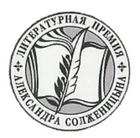 ЛИТЕРАТУРНАЯ ПРЕМИЯ
АЛЕКСАНДРА СОЛЖЕНИЦЫНА